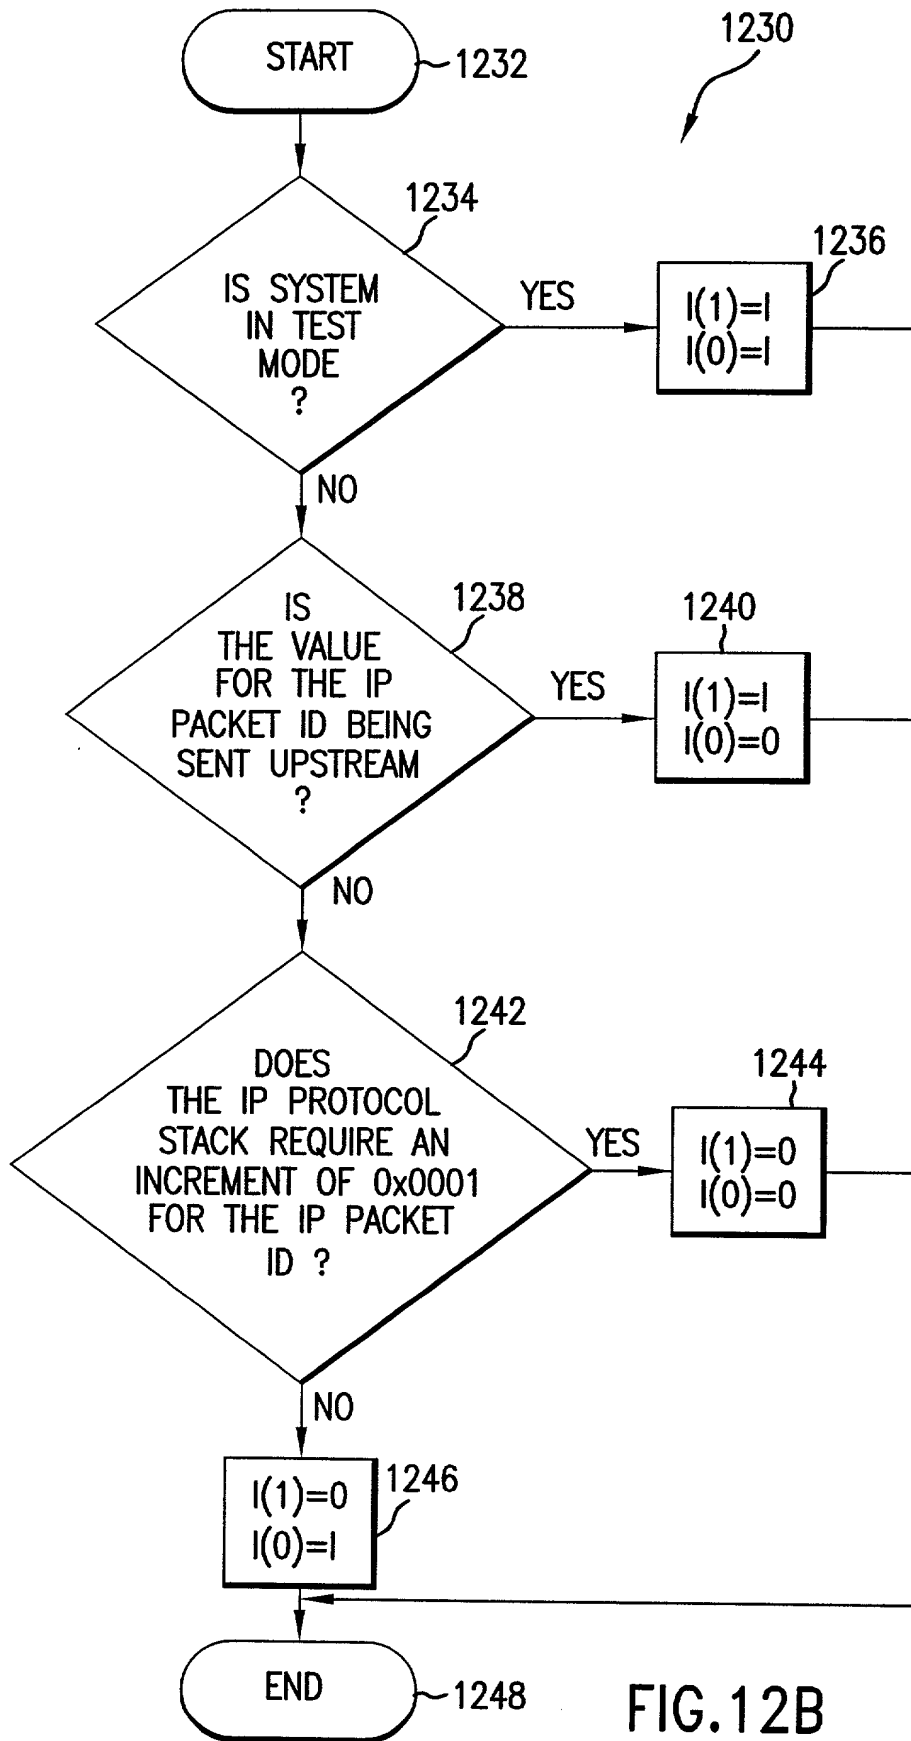 START
1232
1230
1234
IS SYSTEM
IN TEST
MODE
?
YES
1236
I(1)=I
I(0)=I
NO
1238
IS
THE VALUE
FOR THE IP
PACKET ID BEING
SENT UPSTREAM
?
YES
1240
I(1)=I
I(0)=0
NO
1242
DOES
THE IP PROTOCOL
STACK REQUIRE AN
INCREMENT OF 0x0001
FOR THE IP PACKET
ID ?
YES
1244
I(1)=0
I(0)=0
NO
1246
I(1)=0
I(0)=I
END
1248
FIG.12B